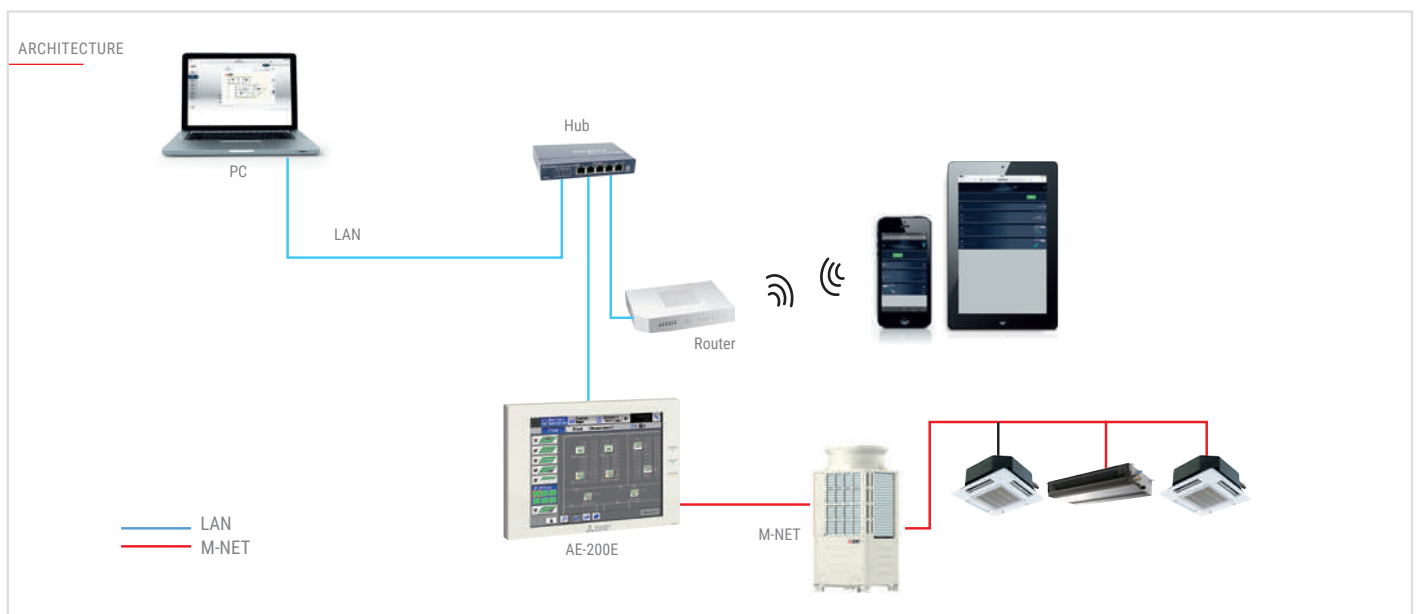 ARCHITECTURE
PC
Hub
LAN
Router
AE-200E
M-NET
LAN
M-NET